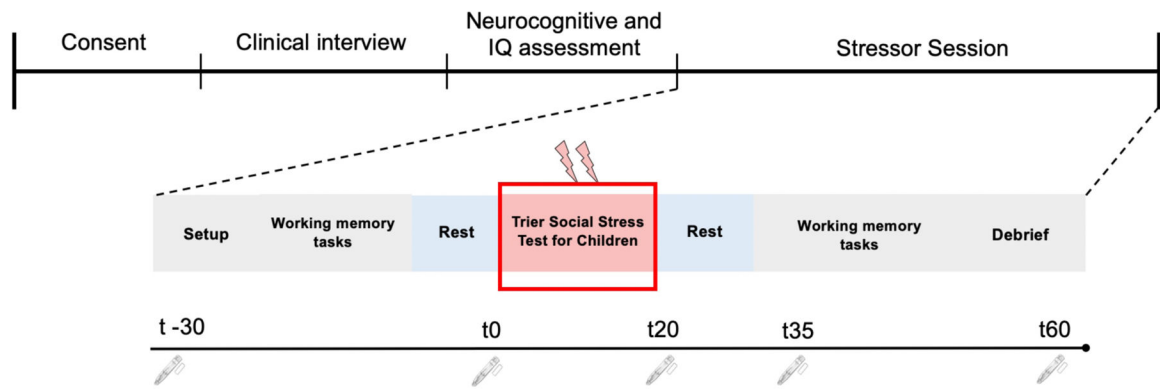 Consent
Clinical interview
Neurocognitive and
IQ assessment
Stressor Session
Setup
Working memory
tasks
Rest
Trier Social Stress
Test for Children
Rest
Working memory
tasks
Debrief
t -30
t0
t20
t35
t60